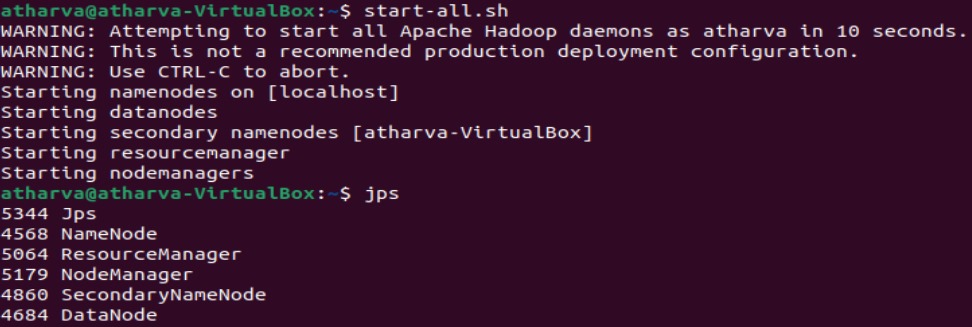 atharva@atharva-VirtualBox:~$ start-all.sh
WARNING: Attempting to start all Apache Hadoop daemons as atharva in 10 seconds.
WARNING: This is not a recommended production deployment configuration.
WARNING: Use CTRL-C to abort.
Starting namenodes on [localhost]
Starting datanodes
Starting secondary namenodes [atharva-VirtualBox]
Starting resourcemanager
Starting nodemanagers
atharva@atharva-VirtualBox:~$ jps
5344 Jps
4568 NameNode
5064 ResourceManager
5179 NodeManager
4860 SecondaryNameNode
4684 DataNode